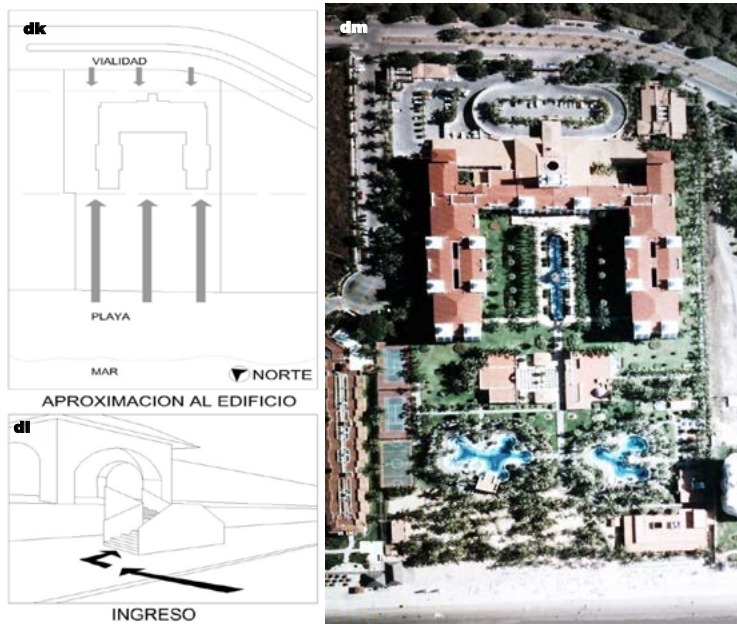 dk
VIALIDAD
PLAYA
MAR
NORTE
APROXIMACION AL EDIFICIO
dl
INGRESO
dm